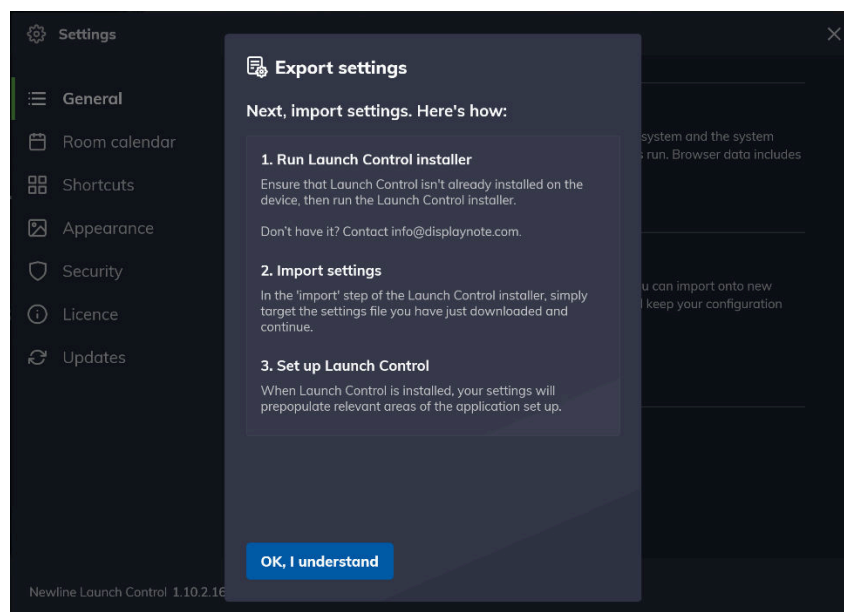 Settings
General
Room calendar
Shortcuts
Appearance
Security
Licence
Updates
Newline Launch Control 1.10.2.16
Export settings
Next, import settings. Here's how:
1. Run Launch Control installer
Ensure that Launch Control isn't already installed on the
device, then run the Launch Control installer.
Don't have it? Contact info@displaynote.com.
2. Import settings
In the 'import' step of the Launch Control installer, simply
target the settings file you have just downloaded and
continue.
3. Set up Launch Control
When Launch Control is installed, your settings will
prepopulate relevant areas of the application set up.
OK, I understand
system and the system
run. Browser data includes
u can import onto new
keep your configuration